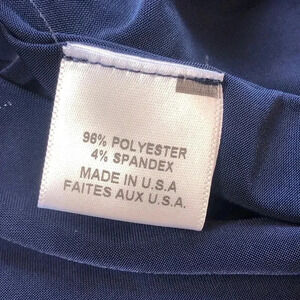 96% POLYESTER
4% SPANDEX
MADE IN U.S.A
FAITES AUX U.S.A.